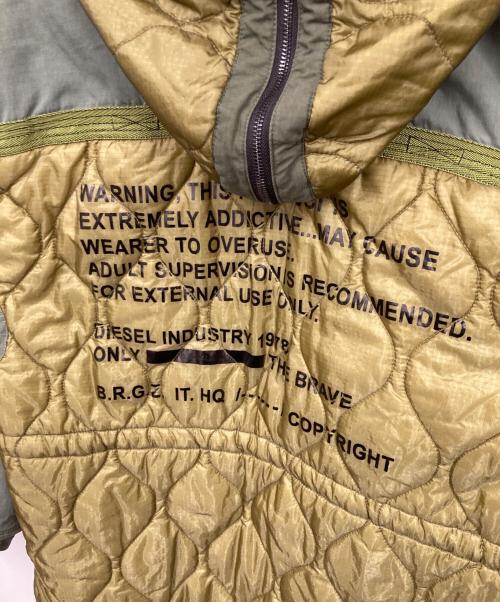 WARNING, THIS IS
EXTREMELY ADDICTIVE...MAY CAUSE
WEARER TO OVERUSE.
ADULT SUPERVISION IS RECOMMENDED.
FOR EXTERNAL USE ONLY.
DIESEL INDUSTRY 1978
ONLY THE BRAVE
B.R.G.Z. IT. HQ /------/ COPYRIGHT